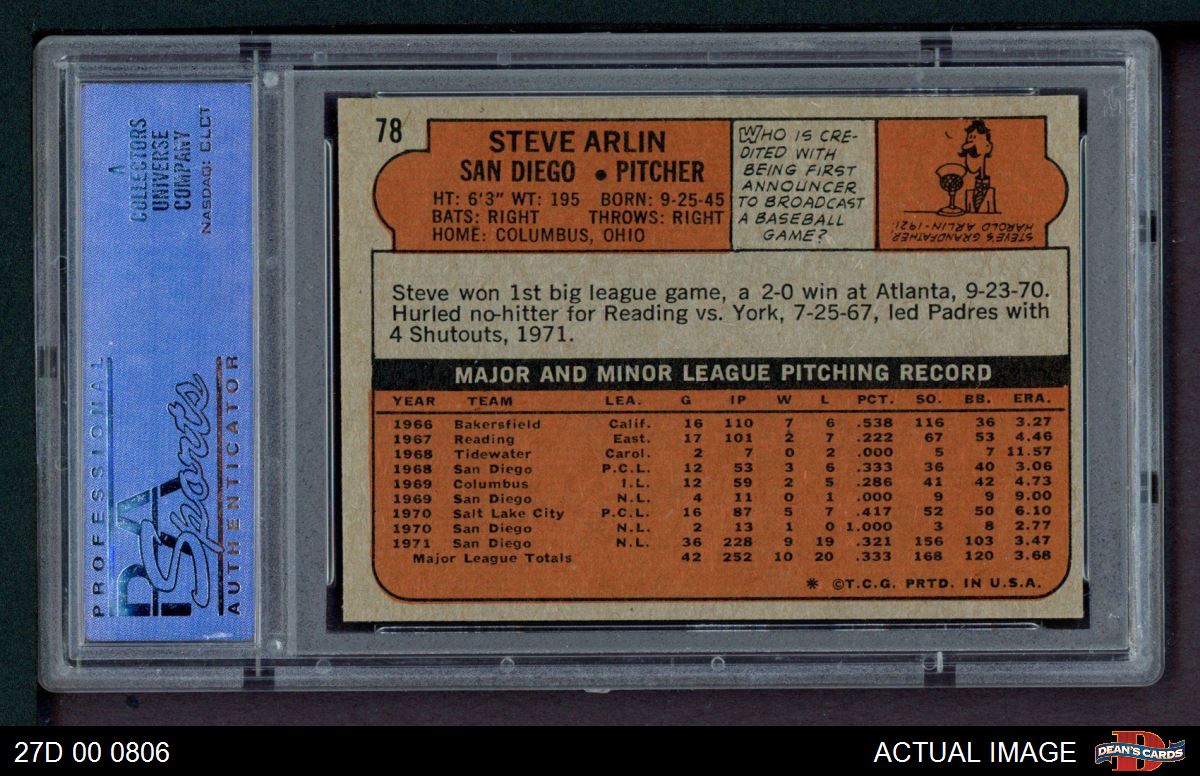 A
COLLECTORS
UNIVERSE
COMPANY
NASDAQ: CLCT
PROFESSIONAL
PSA
Sports
AUTHENTICATOR
78
STEVE ARLIN
SAN DIEGO • PITCHER
HT: 6'3" WT: 195 BORN: 9-25-45
BATS: RIGHT THROWS: RIGHT
HOME: COLUMBUS, OHIO
WHO IS CRE-
DITED WITH
BEING FIRST
ANNOUNCER
TO BROADCAST
A BASEBALL
GAME?
STEVE'S GRANDFATHER
HAROLD ARLIN-1921.
Steve won 1st big league game, a 2-0 win at Atlanta, 9-23-70.
Hurled no-hitter for Reading vs. York, 7-25-67, led Padres with
4 Shutouts, 1971.
MAJOR AND MINOR LEAGUE PITCHING RECORD
YEAR TEAM LEA. G IP W L PCT. SO. BB. ERA.
1966 Bakersfield Calif. 16 110 7 6 .538 116 36 3.27
1967 Reading East. 17 101 2 7 .222 67 53 4.46
1968 Tidewater Carol. 2 7 0 2 .000 5 7 11.57
1968 San Diego P.C.L. 12 53 3 6 .333 36 40 3.06
1969 Columbus I.L. 12 59 2 5 .286 41 42 4.73
1969 San Diego N.L. 4 11 0 1 .000 9 9 9.00
1970 Salt Lake City P.C.L. 16 87 5 7 .417 52 50 6.10
1970 San Diego N.L. 2 13 1 0 1.000 3 8 2.77
1971 San Diego N.L. 36 228 9 19 .321 156 103 3.47
Major League Totals 42 252 10 20 .333 168 120 3.68
* ©T.C.G. PRTD. IN U.S.A.
27D 00 0806
ACTUAL IMAGE
DEAN'S CARDS